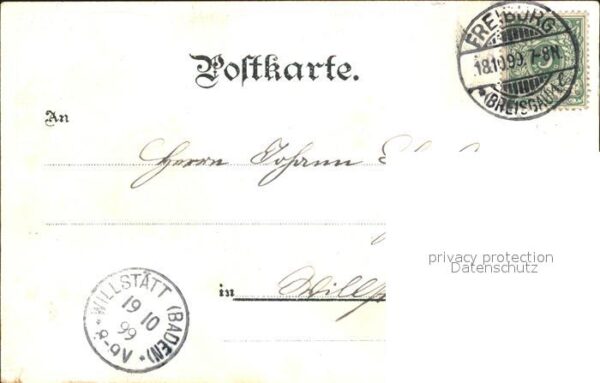 FREIBURG
18.10.99. 7-8N.
* (BREISGAU) *
Postkarte.
An
Herrn Johann
privacy protection
Datenschutz
in
WILLSTÄTT (BADEN)
19
10
99
8-9V